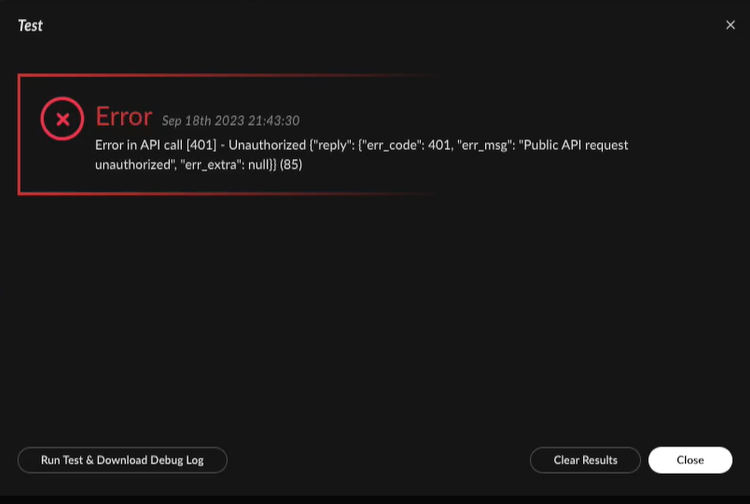 Test
Error Sep 18th 2023 21:43:30
Error in API call [401] - Unauthorized {"reply": {"err_code": 401, "err_msg": "Public API request
unauthorized", "err_extra": null}} (85)
Run Test & Download Debug Log
Clear Results
Close